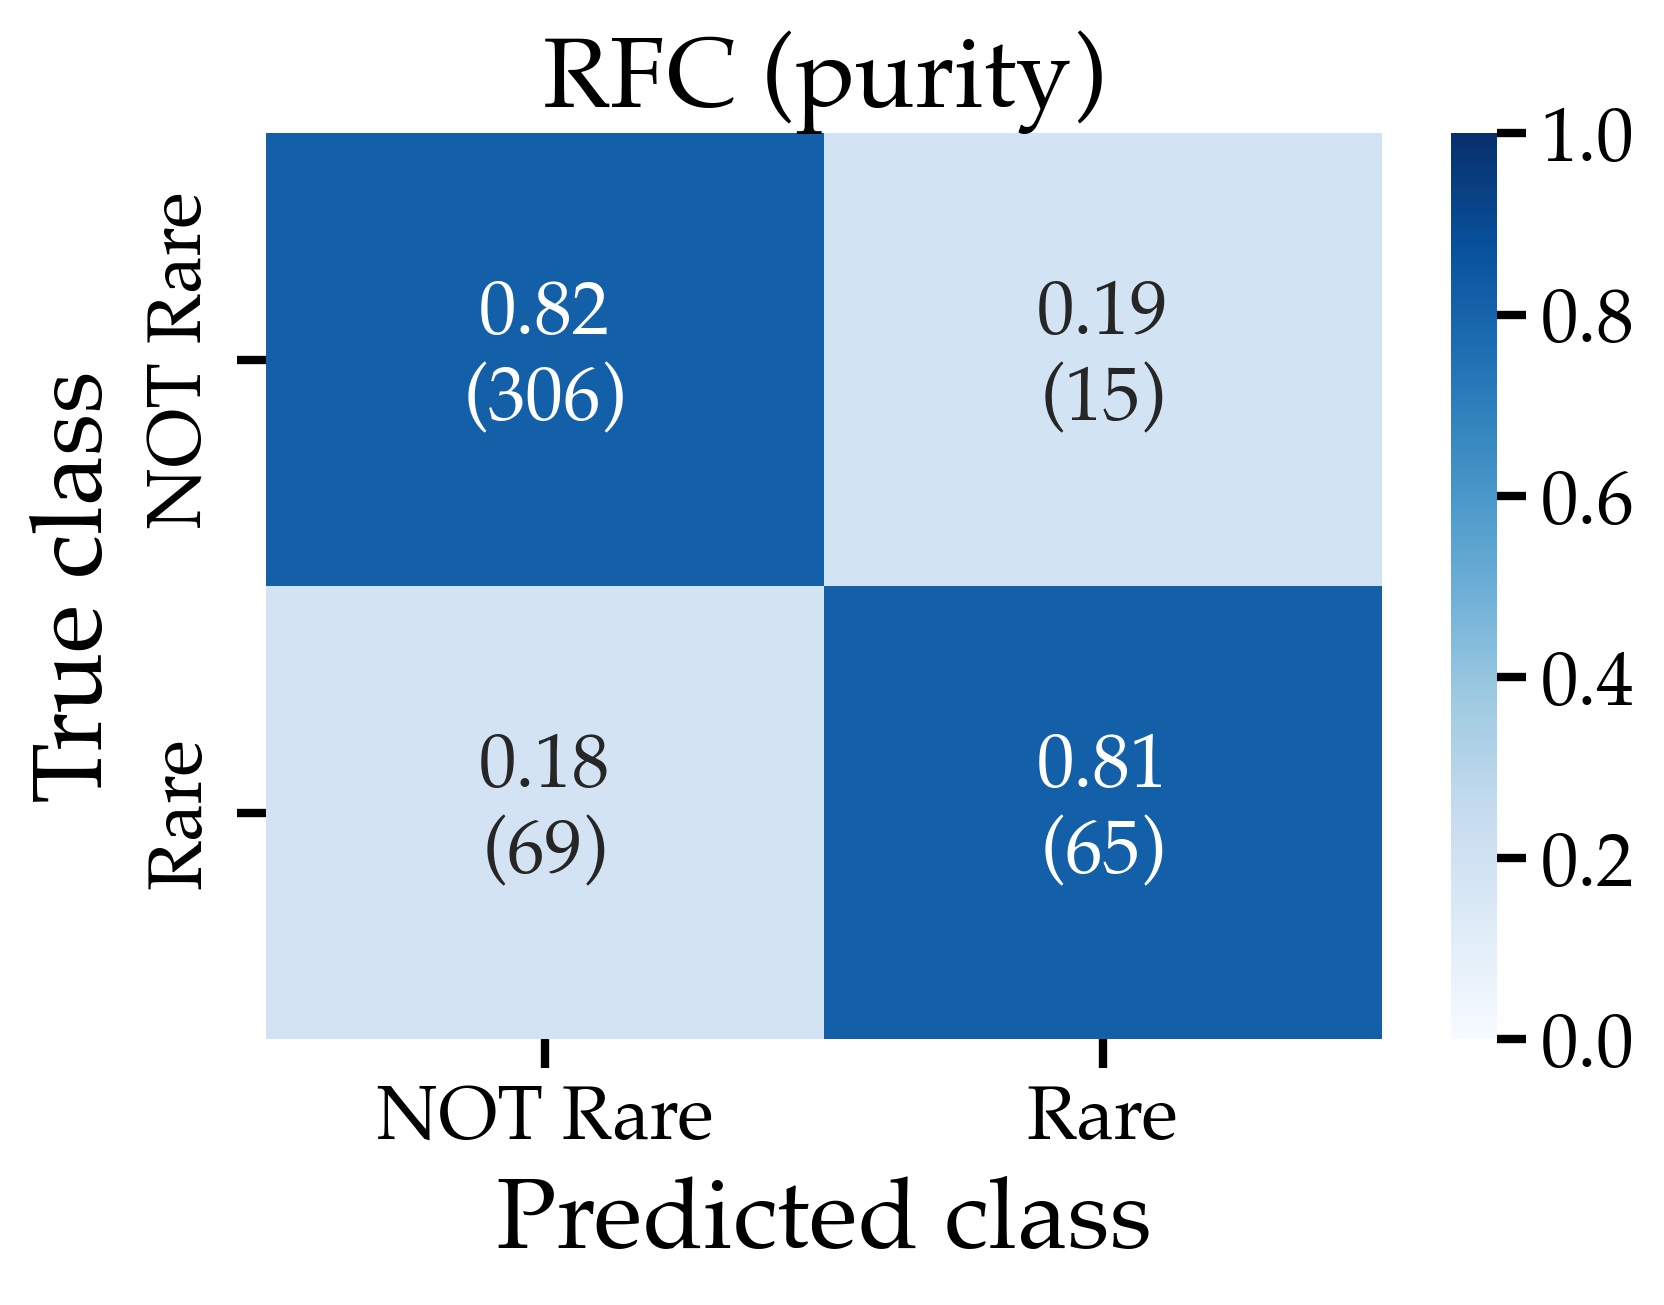 RFC (purity)
True class
NOT Rare
Rare
0.82
(306)
0.19
(15)
0.18
(69)
0.81
(65)
NOT Rare
Rare
Predicted class
1.0
0.8
0.6
0.4
0.2
0.0